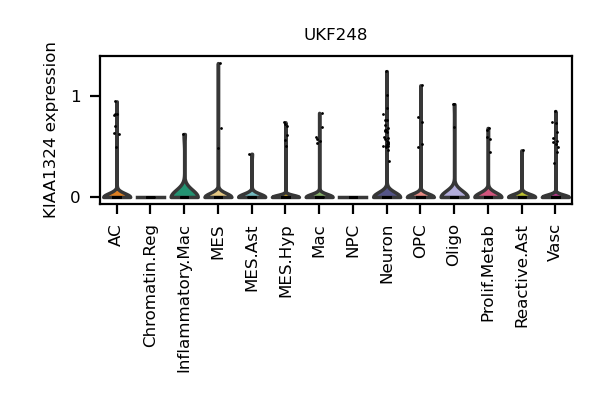 UKF248
KIAA1324 expression
1
0
AC
Chromatin.Reg
Inflammatory.Mac
MES
MES.Ast
MES.Hyp
Mac
NPC
Neuron
OPC
Oligo
Prolif.Metab
Reactive.Ast
Vasc